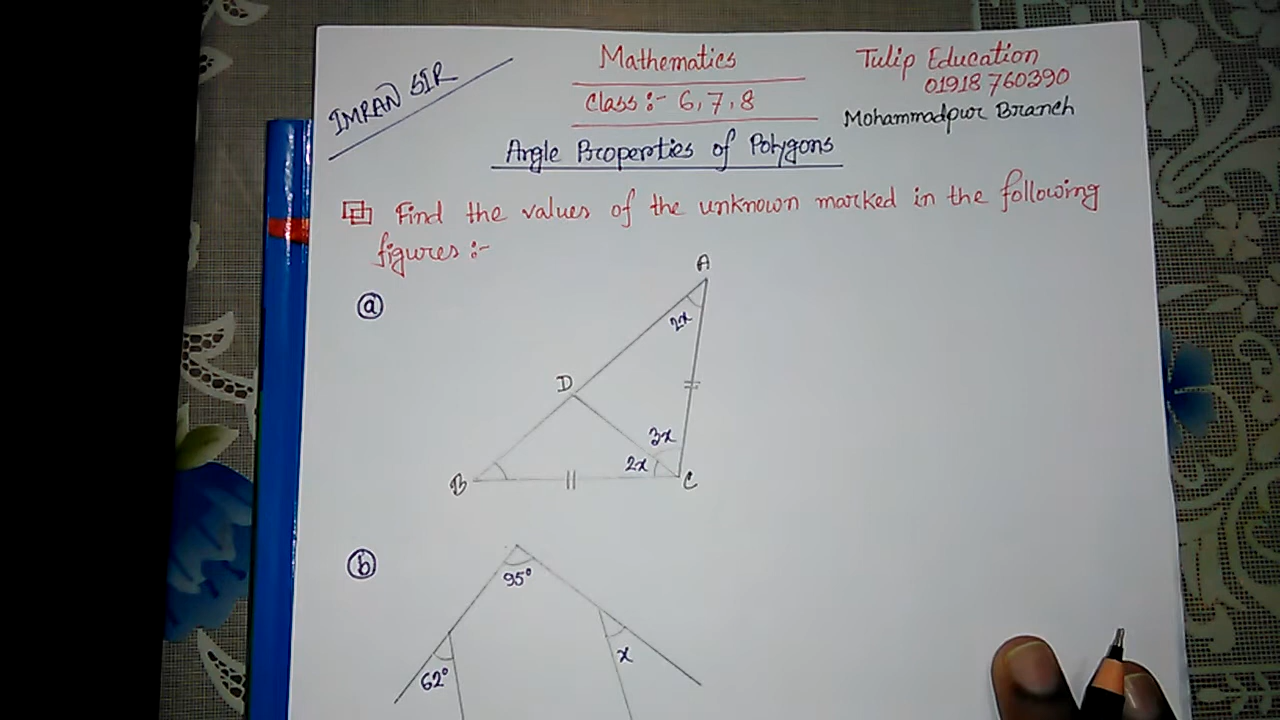 IMRAN SIR
Mathematics
Class :- 6, 7, 8
Tulip Education
01918 760390
Mohammadpur Branch
Angle Properties of Polygons
Find the values of the unknown marked in the following
figures :-
a
A
2x
D
3x
2x
B
C
b
95°
62°
x